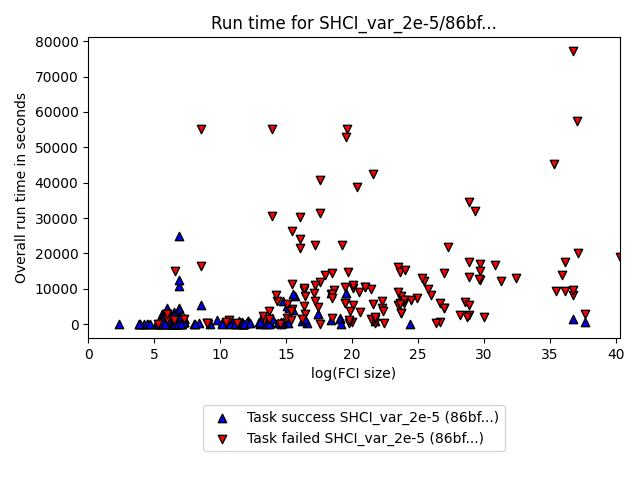 Run time for SHCI_var_2e-5/86bf...
80000
70000
60000
50000
40000
30000
20000
10000
0
Overall run time in seconds
0 5 10 15 20 25 30 35 40
log(FCI size)
Task success SHCI_var_2e-5 (86bf...)
Task failed SHCI_var_2e-5 (86bf...)